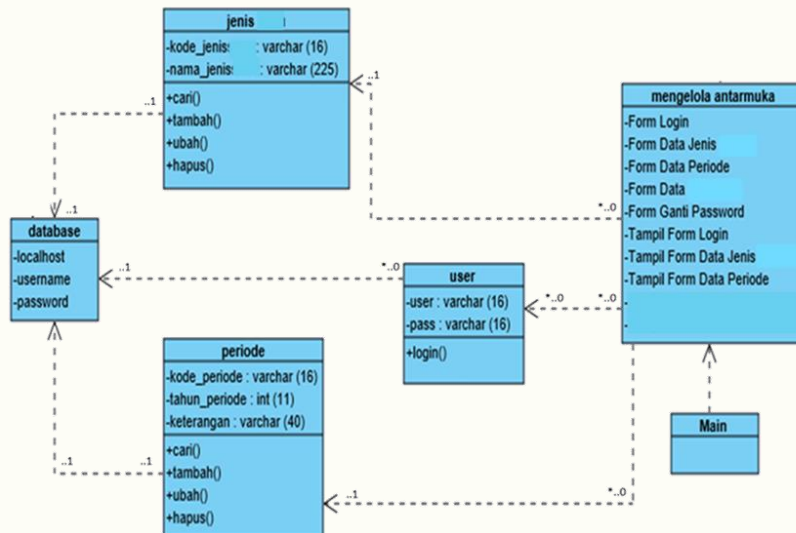 jenis
-kode_jenis : varchar (16)
-nama_jenis : varchar (225)
+cari()
+tambah()
+ubah()
+hapus()
..1
..1
..1
mengelola antarmuka
-Form Login
-Form Data Jenis
-Form Data Periode
-Form Data
-Form Ganti Password
-Tampil Form Login
-Tampil Form Data Jenis
-Tampil Form Data Periode
-
-
*..0
database
-localhost
-username
-password
..1
*..0
user
-user : varchar (16)
-pass : varchar (16)
+login()
*..0
*..0
periode
-kode_periode : varchar (16)
-tahun_periode : int (11)
-keterangan : varchar (40)
+cari()
+tambah()
+ubah()
+hapus()
..1
..1
..1
*..0
Main